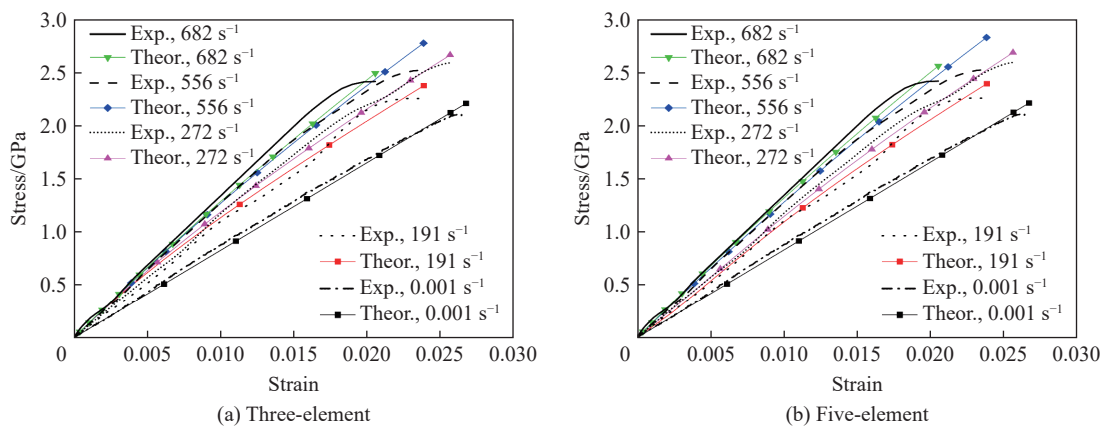 3.0
2.5
2.0
1.5
1.0
0.5
0
0.005
0.010
0.015
0.020
0.025
0.030
Stress/GPa
Strain
Exp., 682 s⁻¹
Theor., 682 s⁻¹
Exp., 556 s⁻¹
Theor., 556 s⁻¹
Exp., 272 s⁻¹
Theor., 272 s⁻¹
Exp., 191 s⁻¹
Theor., 191 s⁻¹
Exp., 0.001 s⁻¹
Theor., 0.001 s⁻¹
(a) Three-element
3.0
2.5
2.0
1.5
1.0
0.5
0
0.005
0.010
0.015
0.020
0.025
0.030
Stress/GPa
Strain
Exp., 682 s⁻¹
Theor., 682 s⁻¹
Exp., 556 s⁻¹
Theor., 556 s⁻¹
Exp., 272 s⁻¹
Theor., 272 s⁻¹
Exp., 191 s⁻¹
Theor., 191 s⁻¹
Exp., 0.001 s⁻¹
Theor., 0.001 s⁻¹
(b) Five-element